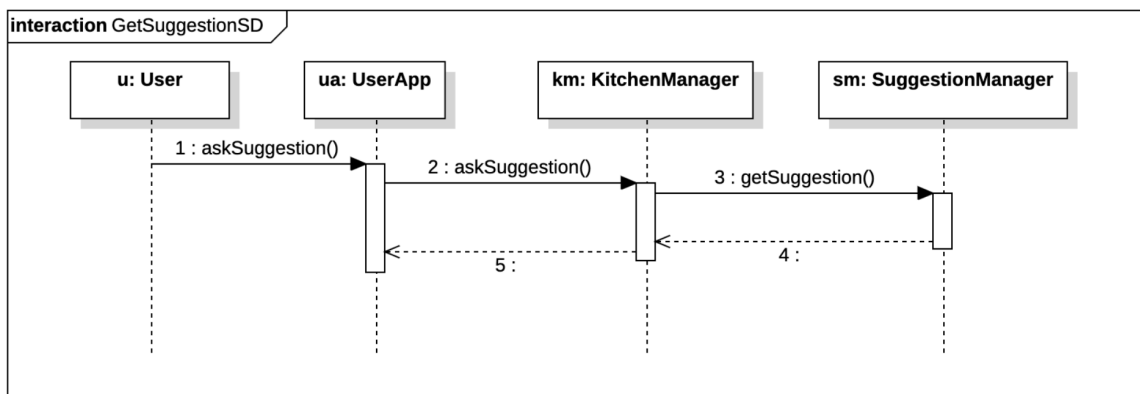 interaction GetSuggestionSD
u: User
ua: UserApp
km: KitchenManager
sm: SuggestionManager
1 : askSuggestion()
2 : askSuggestion()
3 : getSuggestion()
4 :
5 :